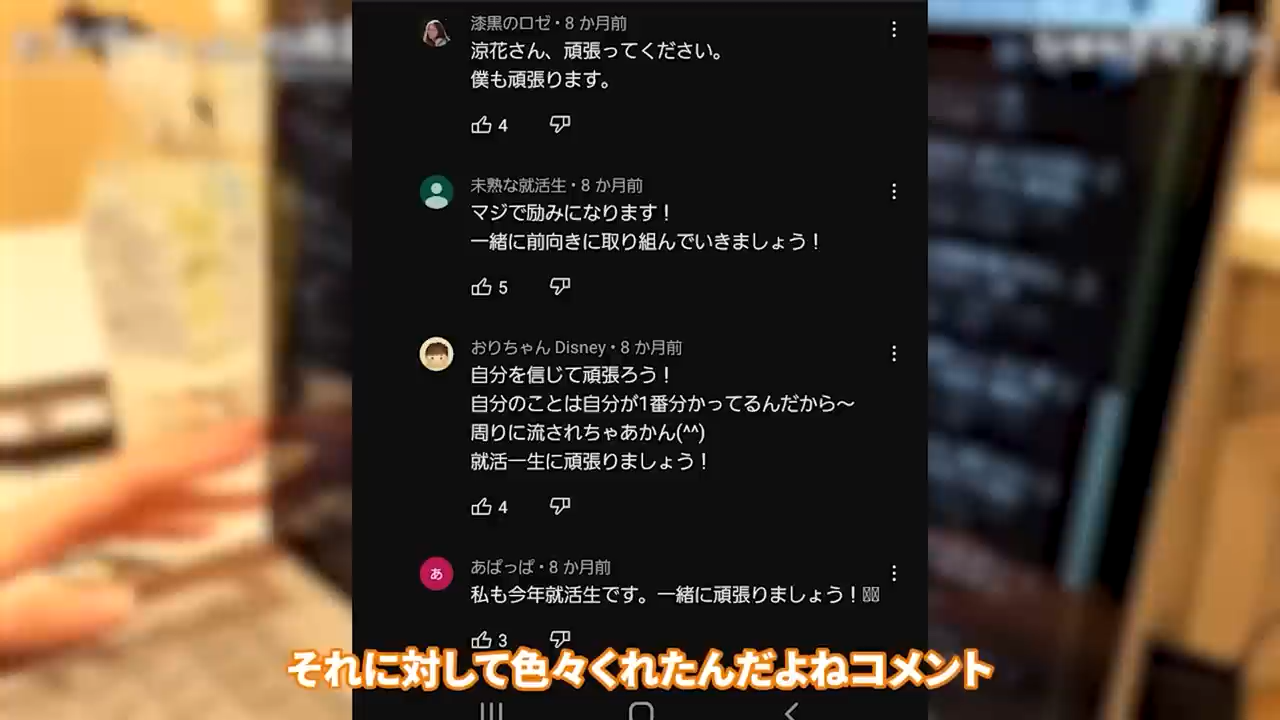 漆黒のロゼ・8 か月前
涼花さん、頑張ってください。
僕も頑張ります。
4
未熟な就活生・8 か月前
マジで励みになります！
一緒に前向きに取り組んでいきましょう！
5
おりちゃん Disney・8 か月前
自分を信じて頑張ろう！
自分のことは自分が1番分かってるんだから〜
周りに流されちゃあかん(^^)
就活一生に頑張りましょう！
4
あ
あぱっぱ・8 か月前
私も今年就活生です。一緒に頑張りましょう！
3
それに対して色々くれたんだよねコメント